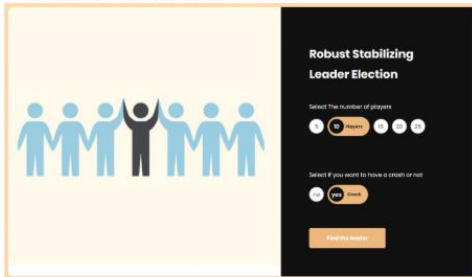 Robust Stabilizing
Leader Election
Select The number of players
5 10 Players 15 20 25
Select if you want to have a crash or not
no yes Crash
Find the leader